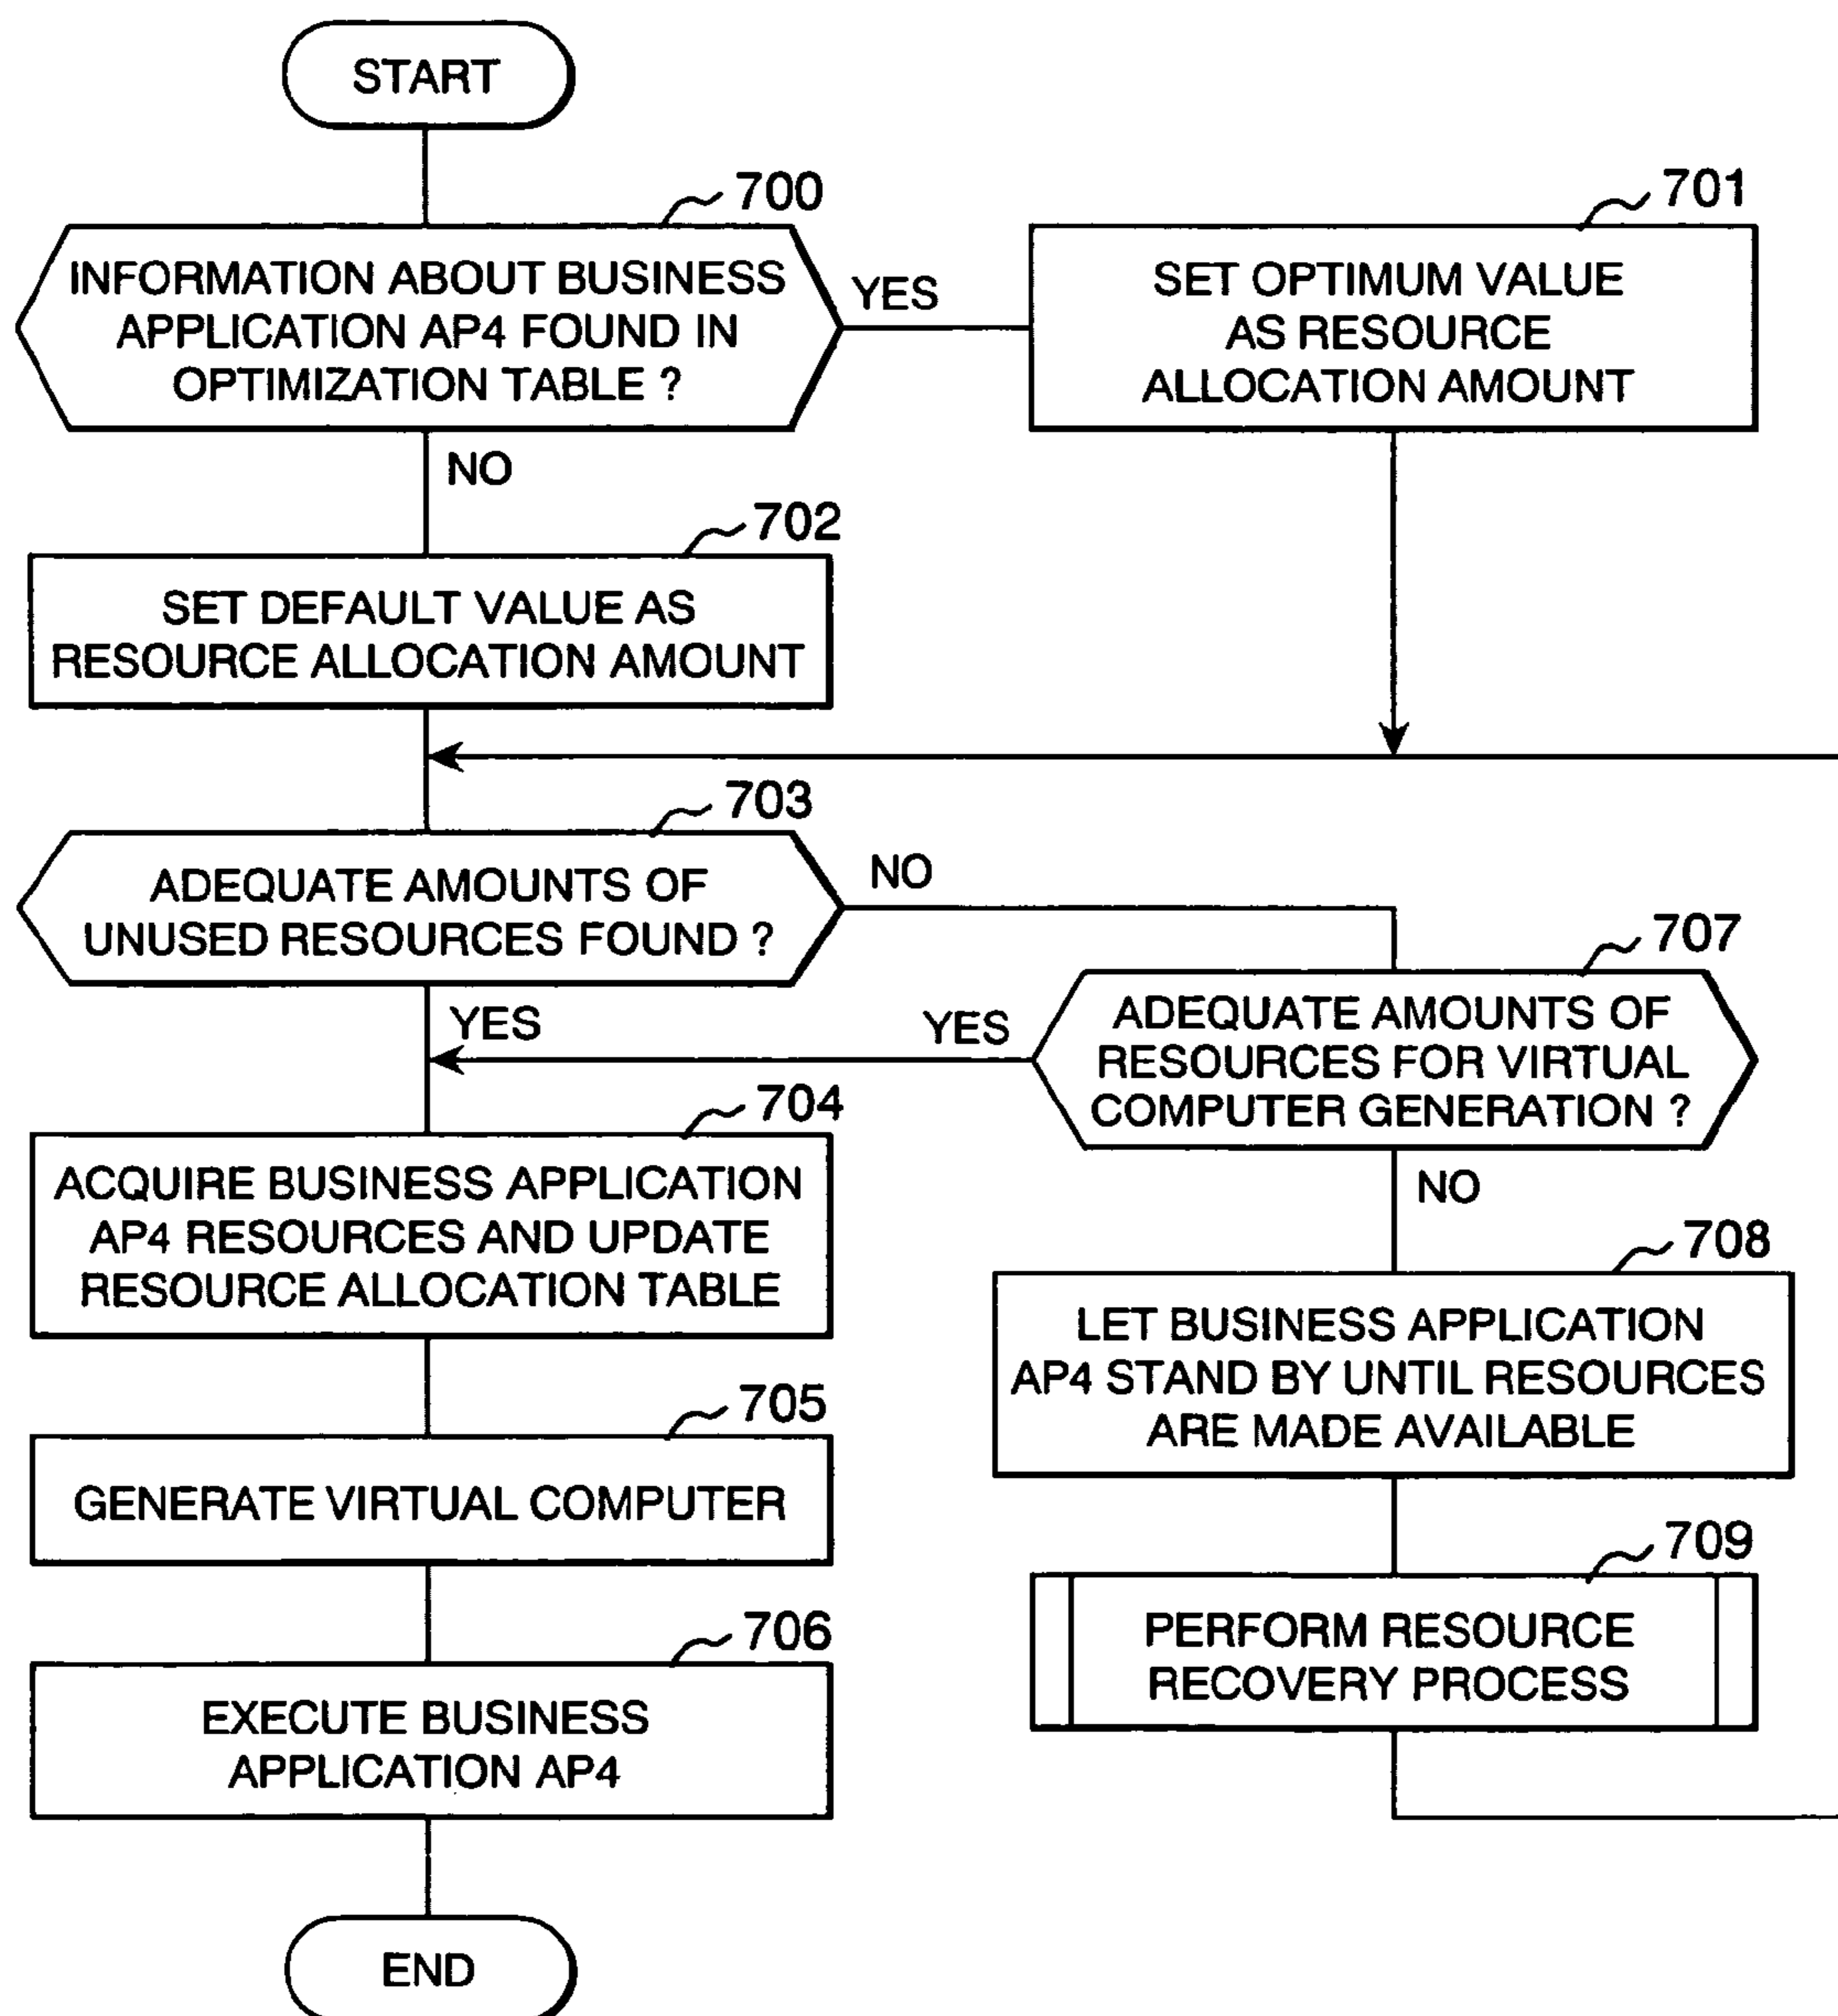 START
700
INFORMATION ABOUT BUSINESS
APPLICATION AP4 FOUND IN
OPTIMIZATION TABLE ?
YES
701
SET OPTIMUM VALUE
AS RESOURCE
ALLOCATION AMOUNT
NO
702
SET DEFAULT VALUE AS
RESOURCE ALLOCATION AMOUNT
703
ADEQUATE AMOUNTS OF
UNUSED RESOURCES FOUND ?
NO
YES
707
ADEQUATE AMOUNTS OF
RESOURCES FOR VIRTUAL
COMPUTER GENERATION ?
YES
NO
704
ACQUIRE BUSINESS APPLICATION
AP4 RESOURCES AND UPDATE
RESOURCE ALLOCATION TABLE
708
LET BUSINESS APPLICATION
AP4 STAND BY UNTIL RESOURCES
ARE MADE AVAILABLE
705
GENERATE VIRTUAL COMPUTER
709
PERFORM RESOURCE
RECOVERY PROCESS
706
EXECUTE BUSINESS
APPLICATION AP4
END